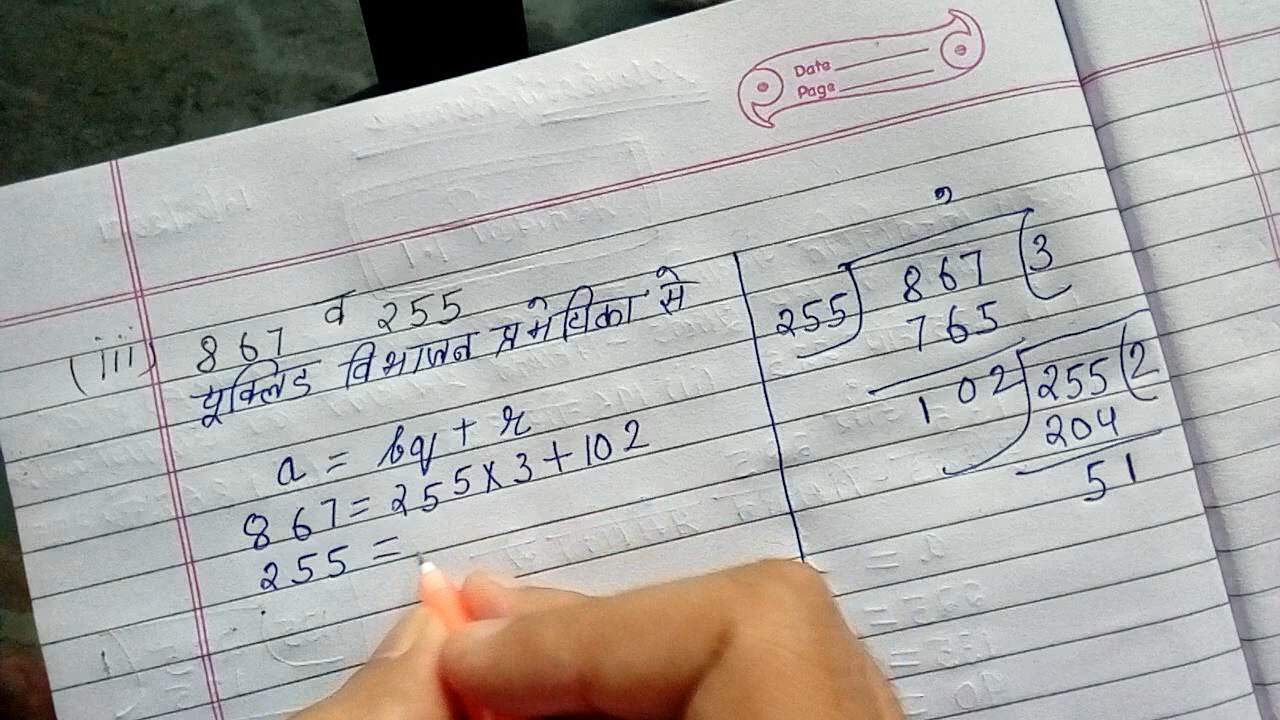 Date
Page
(iii) 867 व 255
यूक्लिड विभाजन प्रमेयिका से
a = bq + r
867 = 255 × 3 + 102
255 =
255) 867 (3
765
102) 255 (2
204
51